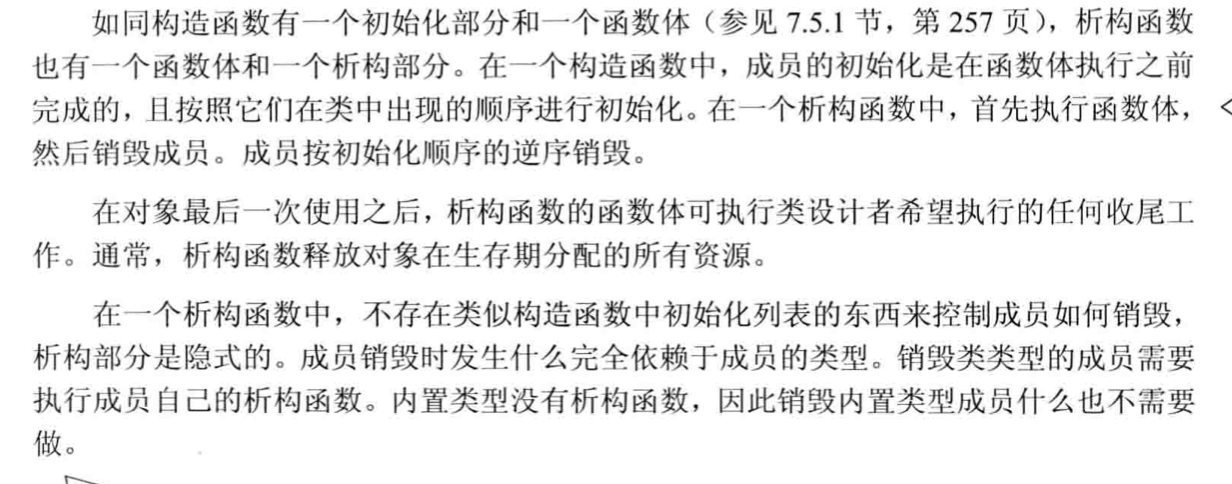 如同构造函数有一个初始化部分和一个函数体（参见 7.5.1 节，第 257 页），析构函数
也有一个函数体和一个析构部分。在一个构造函数中，成员的初始化是在函数体执行之前
完成的，且按照它们在类中出现的顺序进行初始化。在一个析构函数中，首先执行函数体，
然后销毁成员。成员按初始化顺序的逆序销毁。
在对象最后一次使用之后，析构函数的函数体可执行类设计者希望执行的任何收尾工
作。通常，析构函数释放对象在生存期分配的所有资源。
在一个析构函数中，不存在类似构造函数中初始化列表的东西来控制成员如何销毁，
析构部分是隐式的。成员销毁时发生什么完全依赖于成员的类型。销毁类类型的成员需要
执行成员自己的析构函数。内置类型没有析构函数，因此销毁内置类型成员什么也不需要
做。